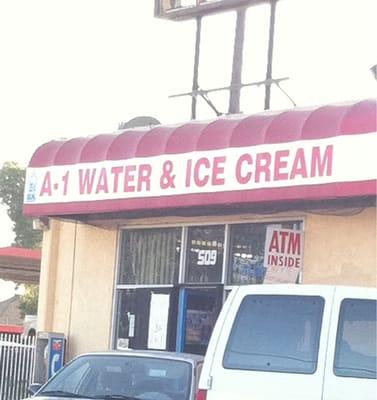 A-1 WATER & ICE CREAM
509
ATM
INSIDE